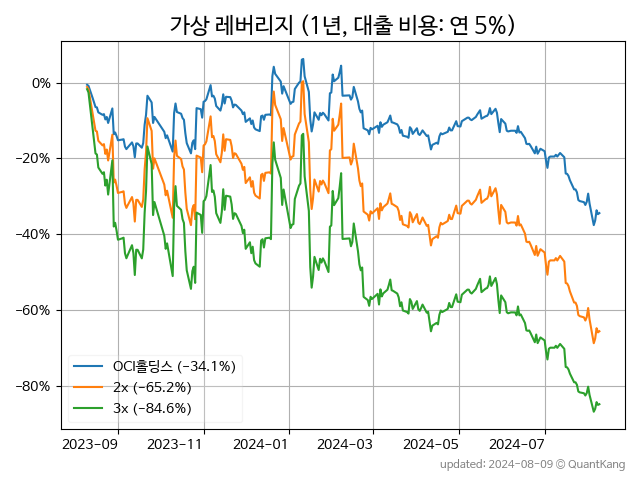 가상 레버리지 (1년, 대출 비용: 연 5%)
0%
−20%
−40%
−60%
−80%
OCI홀딩스 (−34.1%)
2x (−65.2%)
3x (−84.6%)
2023-09 2023-11 2024-01 2024-03 2024-05 2024-07
updated: 2024-08-09 © QuantKang